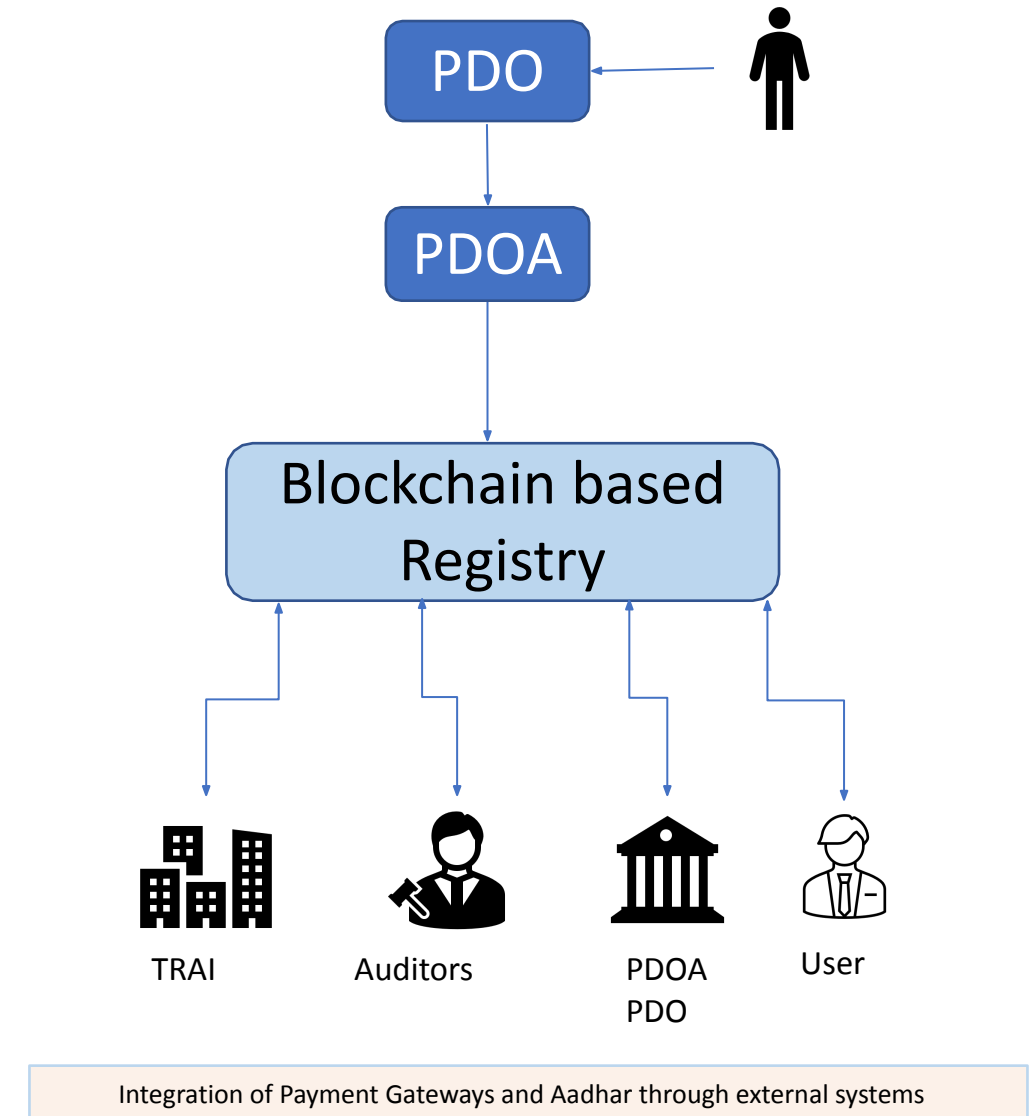 PDO
PDOA
Blockchain based
Registry
TRAI
Auditors
PDOA
PDO
User
Integration of Payment Gateways and Aadhar through external systems